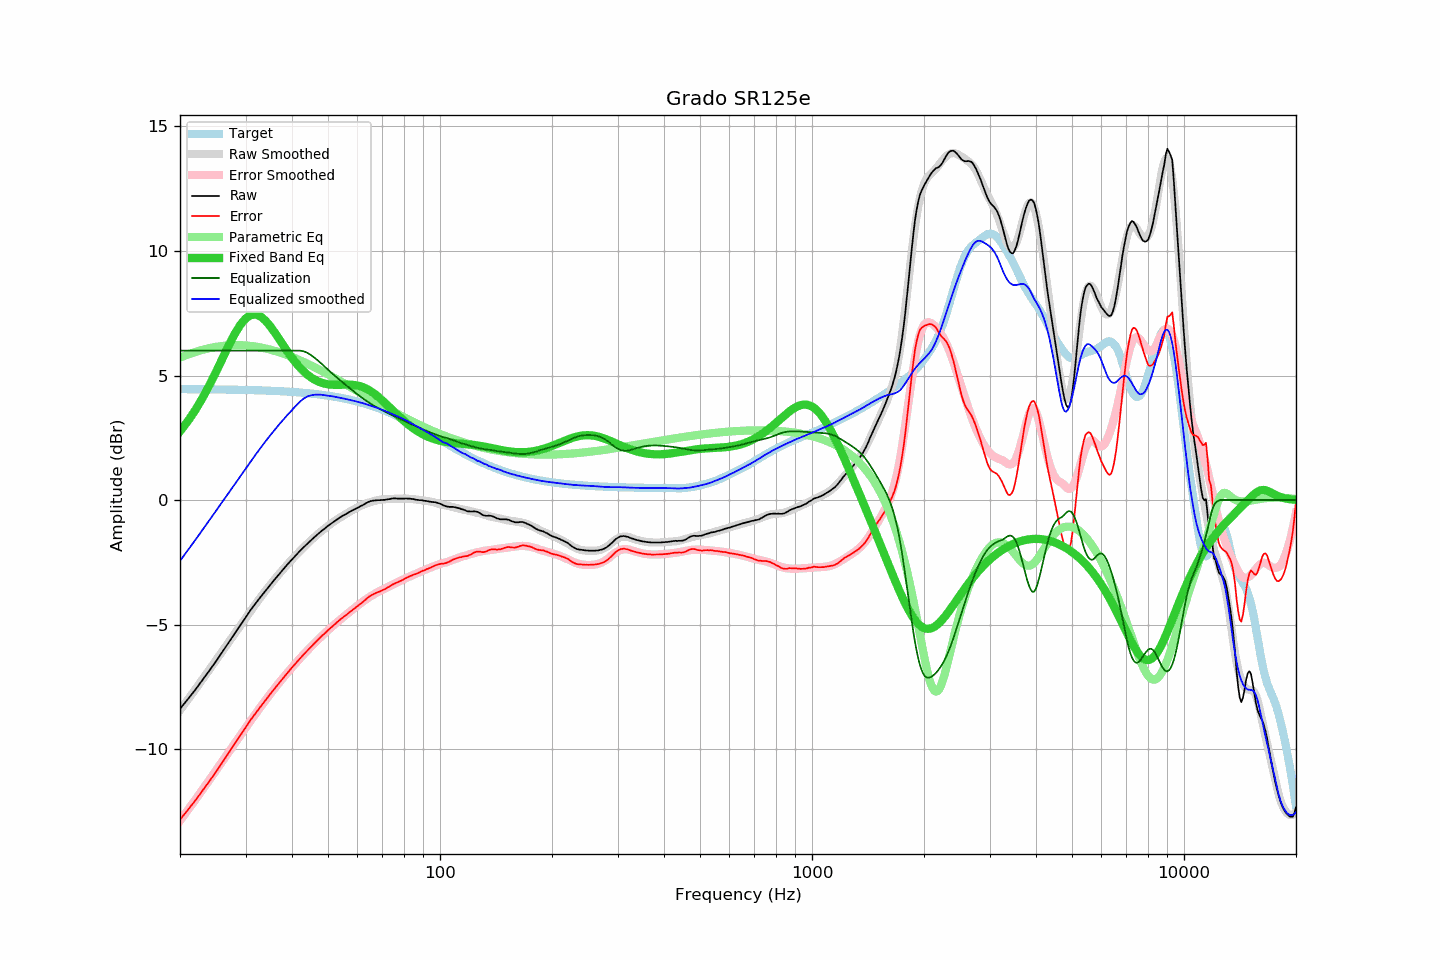 Grado SR125e
15
10
5
0
−5
−10
Amplitude (dBr)
Target
Raw Smoothed
Error Smoothed
Raw
Error
Parametric Eq
Fixed Band Eq
Equalization
Equalized smoothed
100
1000
10000
Frequency (Hz)